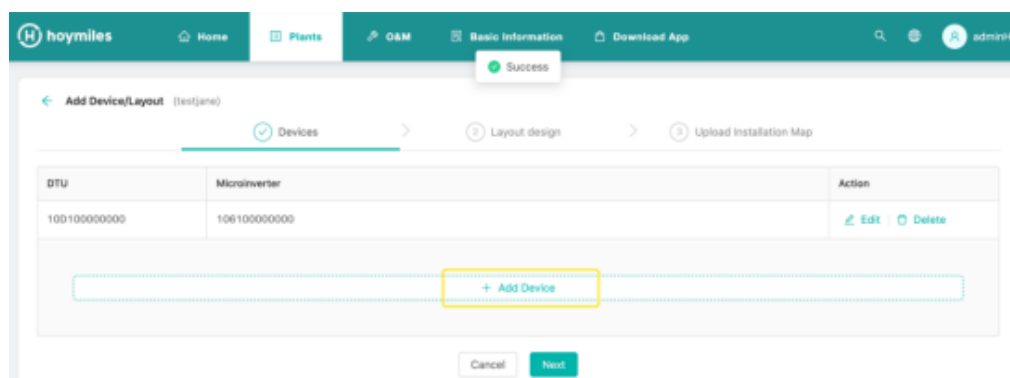 hoymiles Home Plants O&M Basic Information Download App
Success
Add Device/Layout (testjane)
Devices 2 Layout design 3 Upload Installation Map
DTU Microinverter Action
10D100000000 106100000000 Edit Delete
+ Add Device
Cancel Next